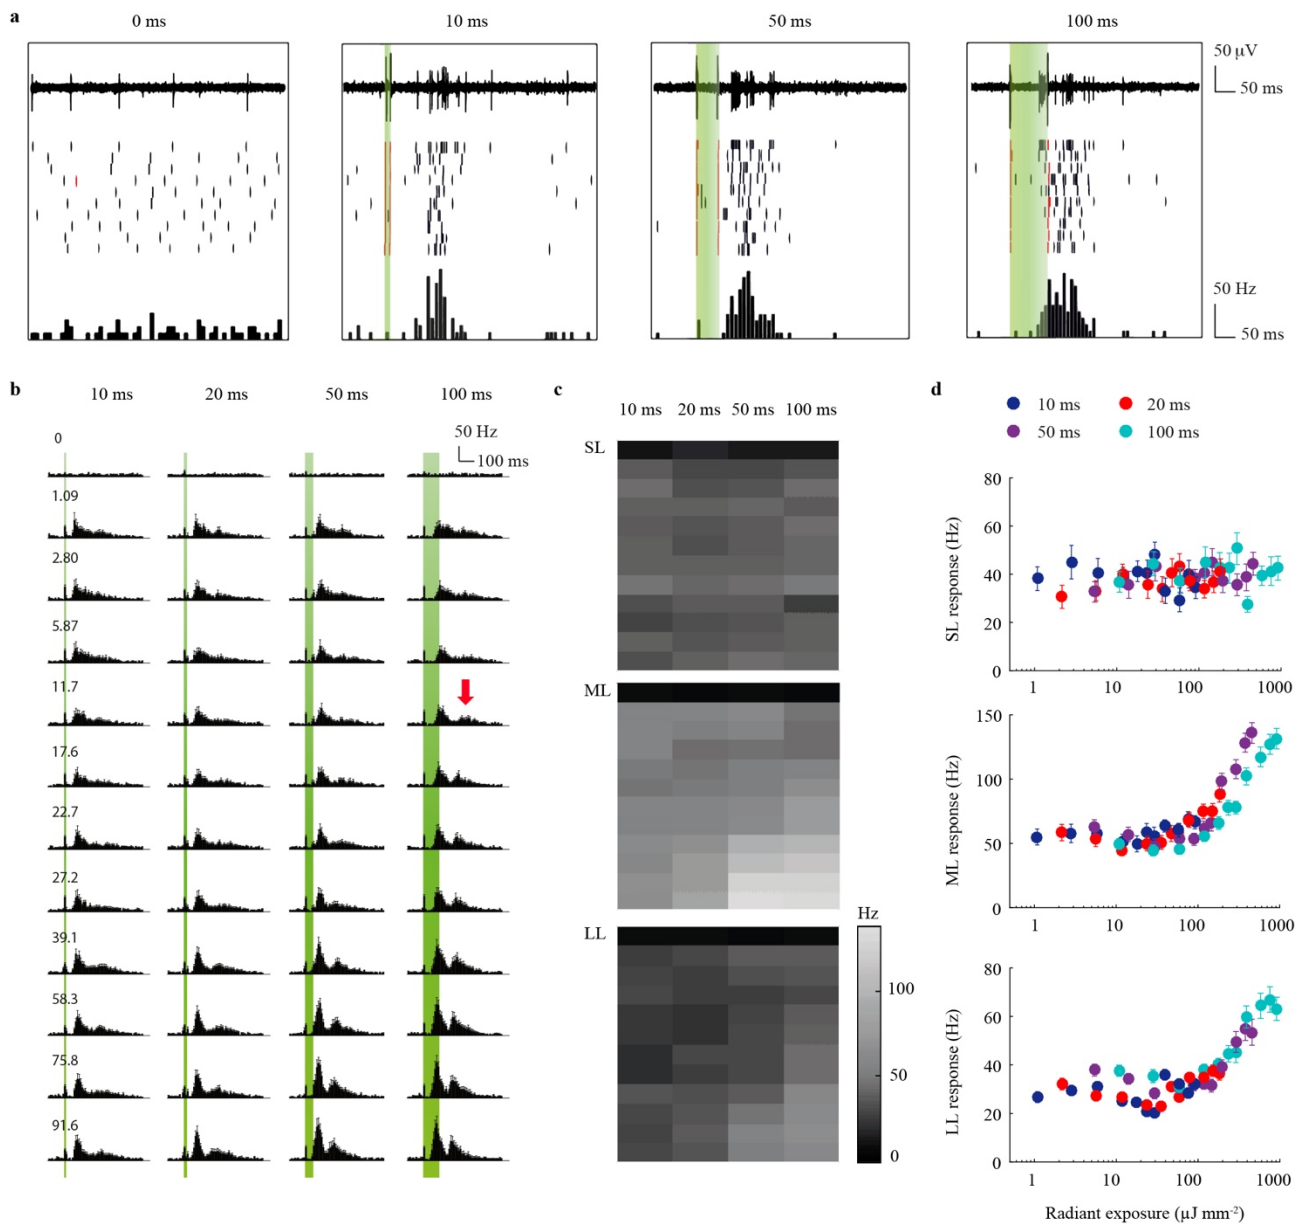 a
0 ms 10 ms 50 ms 100 ms
50 µV
50 ms
50 Hz
50 ms
b
10 ms 20 ms 50 ms 100 ms
50 Hz
100 ms
0
1.09
2.80
5.87
11.7
17.6
22.7
27.2
39.1
58.3
75.8
91.6
c
10 ms 20 ms 50 ms 100 ms
SL
ML
LL
Hz
100
50
0
d
10 ms 20 ms
50 ms 100 ms
SL response (Hz)
80
60
40
20
0
1 10 100 1000
ML response (Hz)
150
100
50
0
1 10 100 1000
LL response (Hz)
80
60
40
20
0
1 10 100 1000
Radiant exposure (µJ mm⁻²)